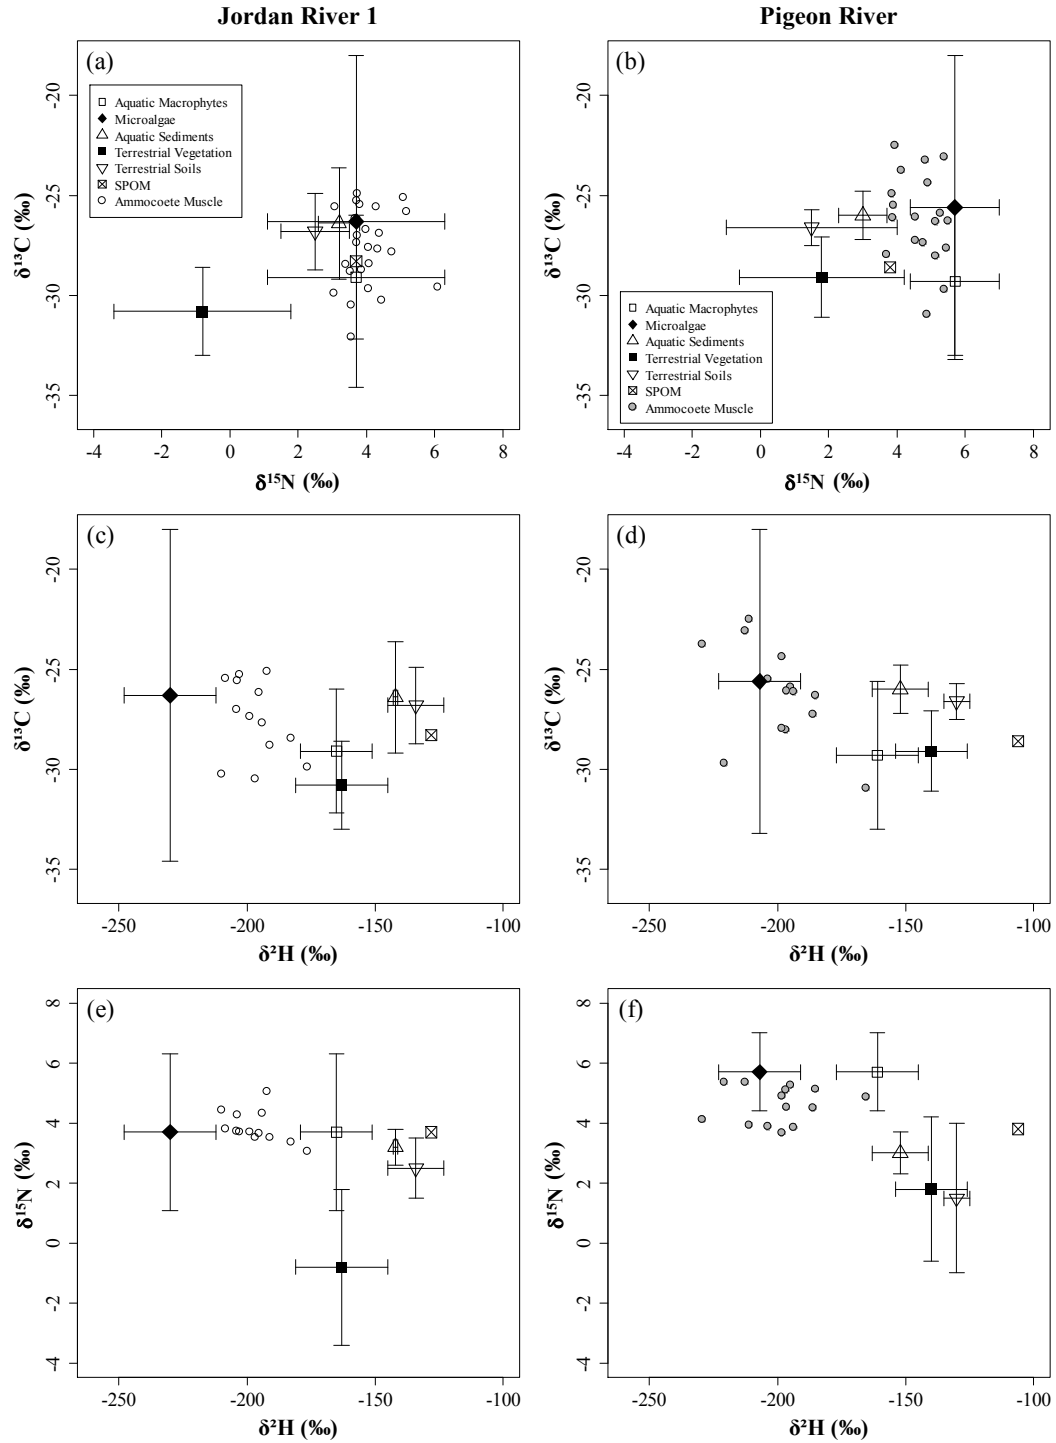 Jordan River 1
Pigeon River
(a)
(b)
-20
-25
-30
-35
δ¹³C (‰)
Aquatic Macrophytes
Microalgae
Aquatic Sediments
Terrestrial Vegetation
Terrestrial Soils
SPOM
Ammocoete Muscle
-4
-2
0
2
4
6
8
δ¹⁵N (‰)
-20
-25
-30
-35
δ¹³C (‰)
Aquatic Macrophytes
Microalgae
Aquatic Sediments
Terrestrial Vegetation
Terrestrial Soils
SPOM
Ammocoete Muscle
-4
-2
0
2
4
6
8
δ¹⁵N (‰)
(c)
(d)
-20
-25
-30
-35
δ¹³C (‰)
-250
-200
-150
-100
δ²H (‰)
-20
-25
-30
-35
δ¹³C (‰)
-250
-200
-150
-100
δ²H (‰)
(e)
(f)
8
6
4
2
0
-2
-4
δ¹⁵N (‰)
-250
-200
-150
-100
δ²H (‰)
8
6
4
2
0
-2
-4
δ¹⁵N (‰)
-250
-200
-150
-100
δ²H (‰)